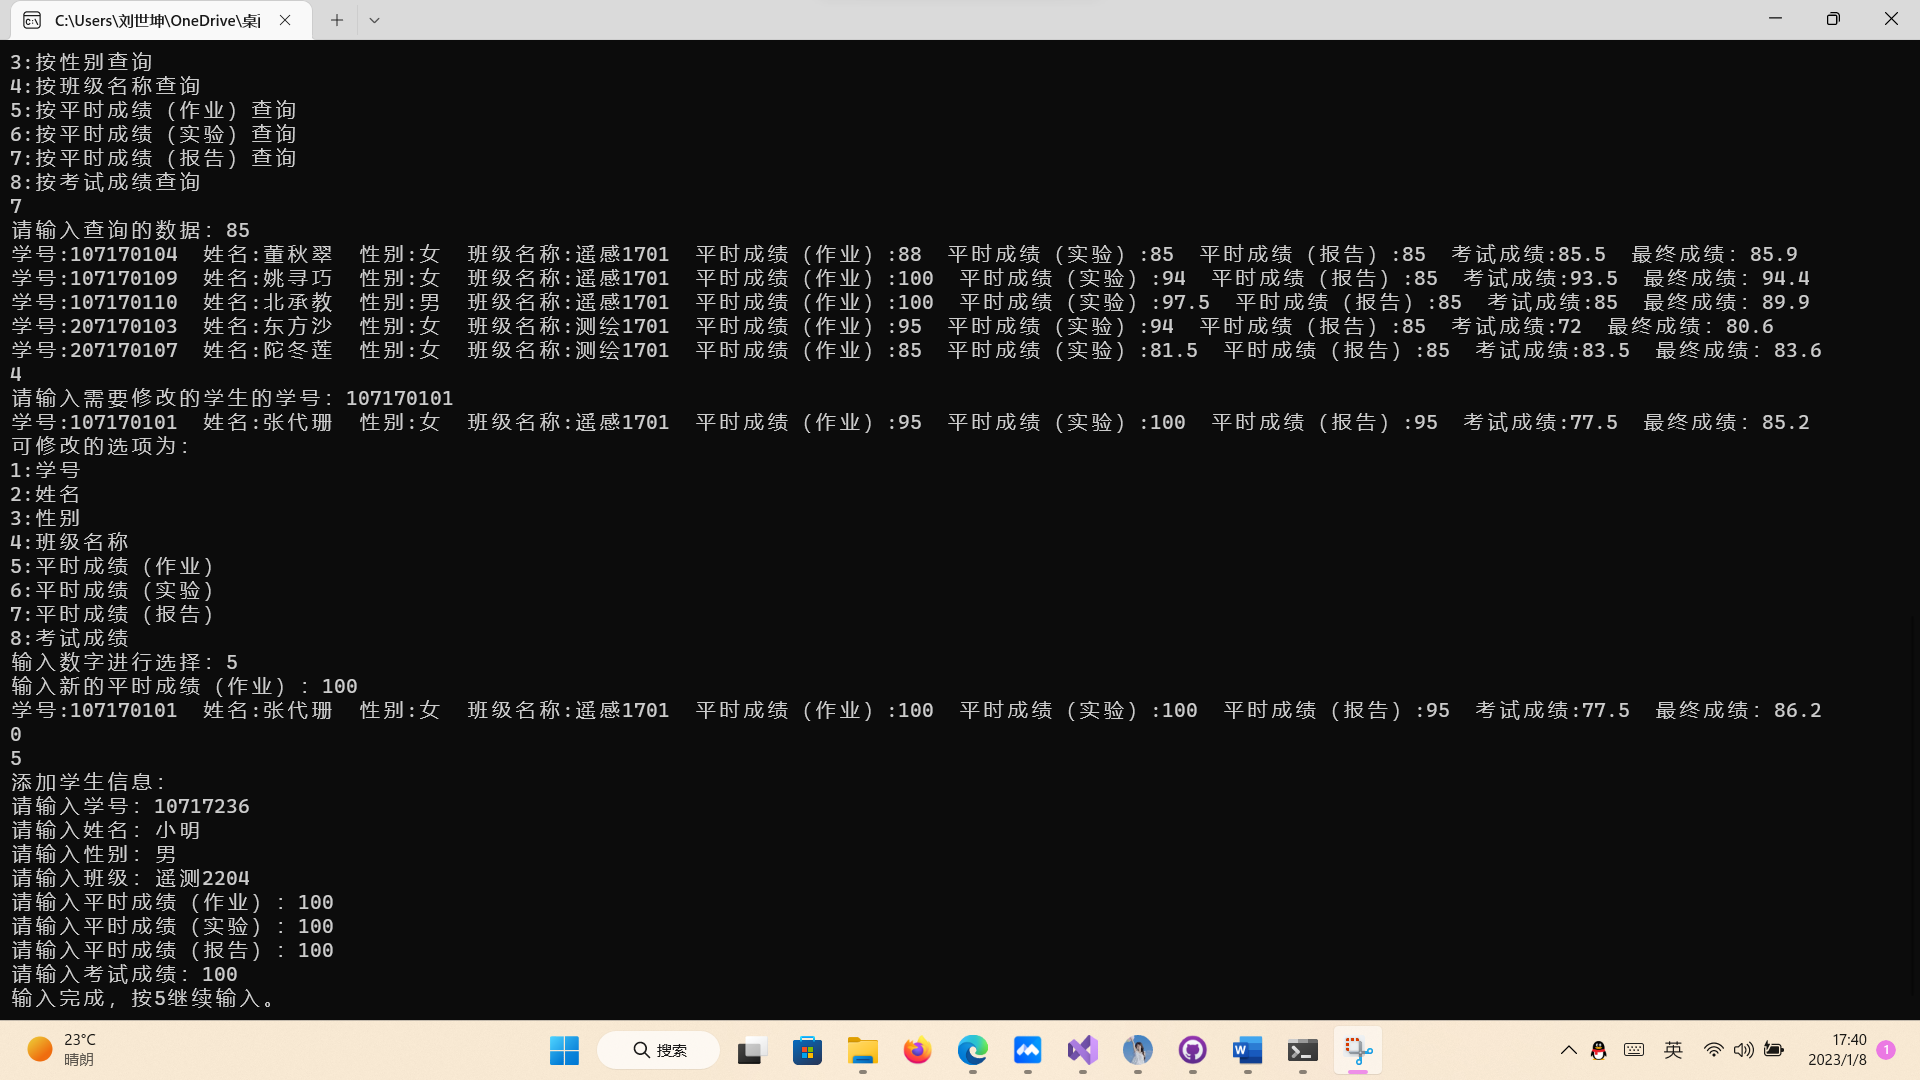 C:\Users\刘世坤\OneDrive\桌
3:按性别查询
4:按班级名称查询
5:按平时成绩（作业）查询
6:按平时成绩（实验）查询
7:按平时成绩（报告）查询
8:按考试成绩查询
7
请输入查询的数据：85
学号:107170104 姓名:董秋翠 性别:女 班级名称:遥感1701 平时成绩（作业）:88 平时成绩（实验）:85 平时成绩（报告）:85 考试成绩:85.5 最终成绩：85.9
学号:107170109 姓名:姚寻巧 性别:女 班级名称:遥感1701 平时成绩（作业）:100 平时成绩（实验）:94 平时成绩（报告）:85 考试成绩:93.5 最终成绩：94.4
学号:107170110 姓名:北承教 性别:男 班级名称:遥感1701 平时成绩（作业）:100 平时成绩（实验）:97.5 平时成绩（报告）:85 考试成绩:85 最终成绩：89.9
学号:207170103 姓名:东方沙 性别:女 班级名称:测绘1701 平时成绩（作业）:95 平时成绩（实验）:94 平时成绩（报告）:85 考试成绩:72 最终成绩：80.6
学号:207170107 姓名:陀冬莲 性别:女 班级名称:测绘1701 平时成绩（作业）:85 平时成绩（实验）:81.5 平时成绩（报告）:85 考试成绩:83.5 最终成绩：83.6
4
请输入需要修改的学生的学号：107170101
学号:107170101 姓名:张代珊 性别:女 班级名称:遥感1701 平时成绩（作业）:95 平时成绩（实验）:100 平时成绩（报告）:95 考试成绩:77.5 最终成绩：85.2
可修改的选项为：
1:学号
2:姓名
3:性别
4:班级名称
5:平时成绩（作业）
6:平时成绩（实验）
7:平时成绩（报告）
8:考试成绩
输入数字进行选择：5
输入新的平时成绩（作业）：100
学号:107170101 姓名:张代珊 性别:女 班级名称:遥感1701 平时成绩（作业）:100 平时成绩（实验）:100 平时成绩（报告）:95 考试成绩:77.5 最终成绩：86.2
0
5
添加学生信息：
请输入学号：10717236
请输入姓名：小明
请输入性别：男
请输入班级：遥测2204
请输入平时成绩（作业）：100
请输入平时成绩（实验）：100
请输入平时成绩（报告）：100
请输入考试成绩：100
输入完成，按5继续输入。
23°C
晴朗
搜索
英
17:40
2023/1/8
1